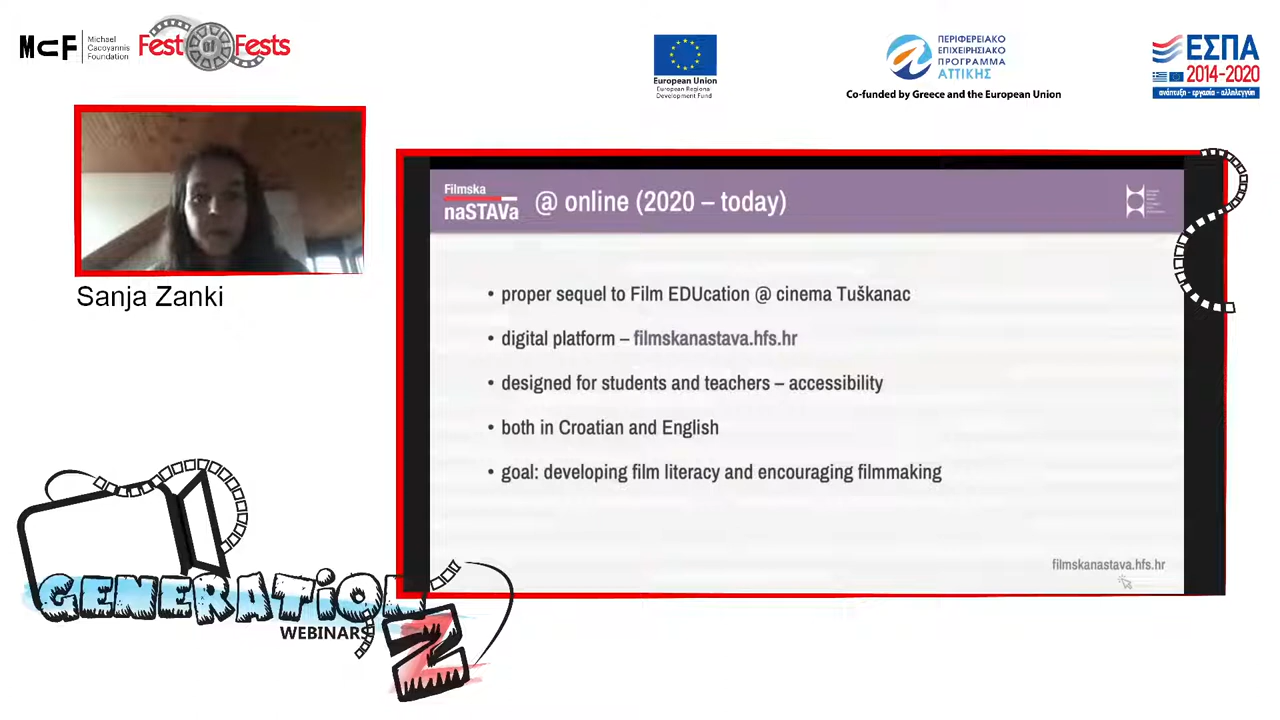 MCF
Michael
Cacoyannis
Foundation
Fest of Fests
European Union
European Regional
Development Fund
ΠΕΡΙΦΕΡΕΙΑΚΟ
ΕΠΙΧΕΙΡΗΣΙΑΚΟ
ΠΡΟΓΡΑΜΜΑ
ΑΤΤΙΚΗΣ
Co-funded by Greece and the European Union
ΕΣΠΑ
2014-2020
ανάπτυξη - εργασία - αλληλεγγύη
Sanja Zanki
Filmska
naSTAVa
@ online (2020 – today)
• proper sequel to Film EDUcation @ cinema Tuškanac
• digital platform – filmskanastava.hfs.hr
• designed for students and teachers – accessibility
• both in Croatian and English
• goal: developing film literacy and encouraging filmmaking
filmskanastava.hfs.hr
GENERATiON
WEBINARS
Z